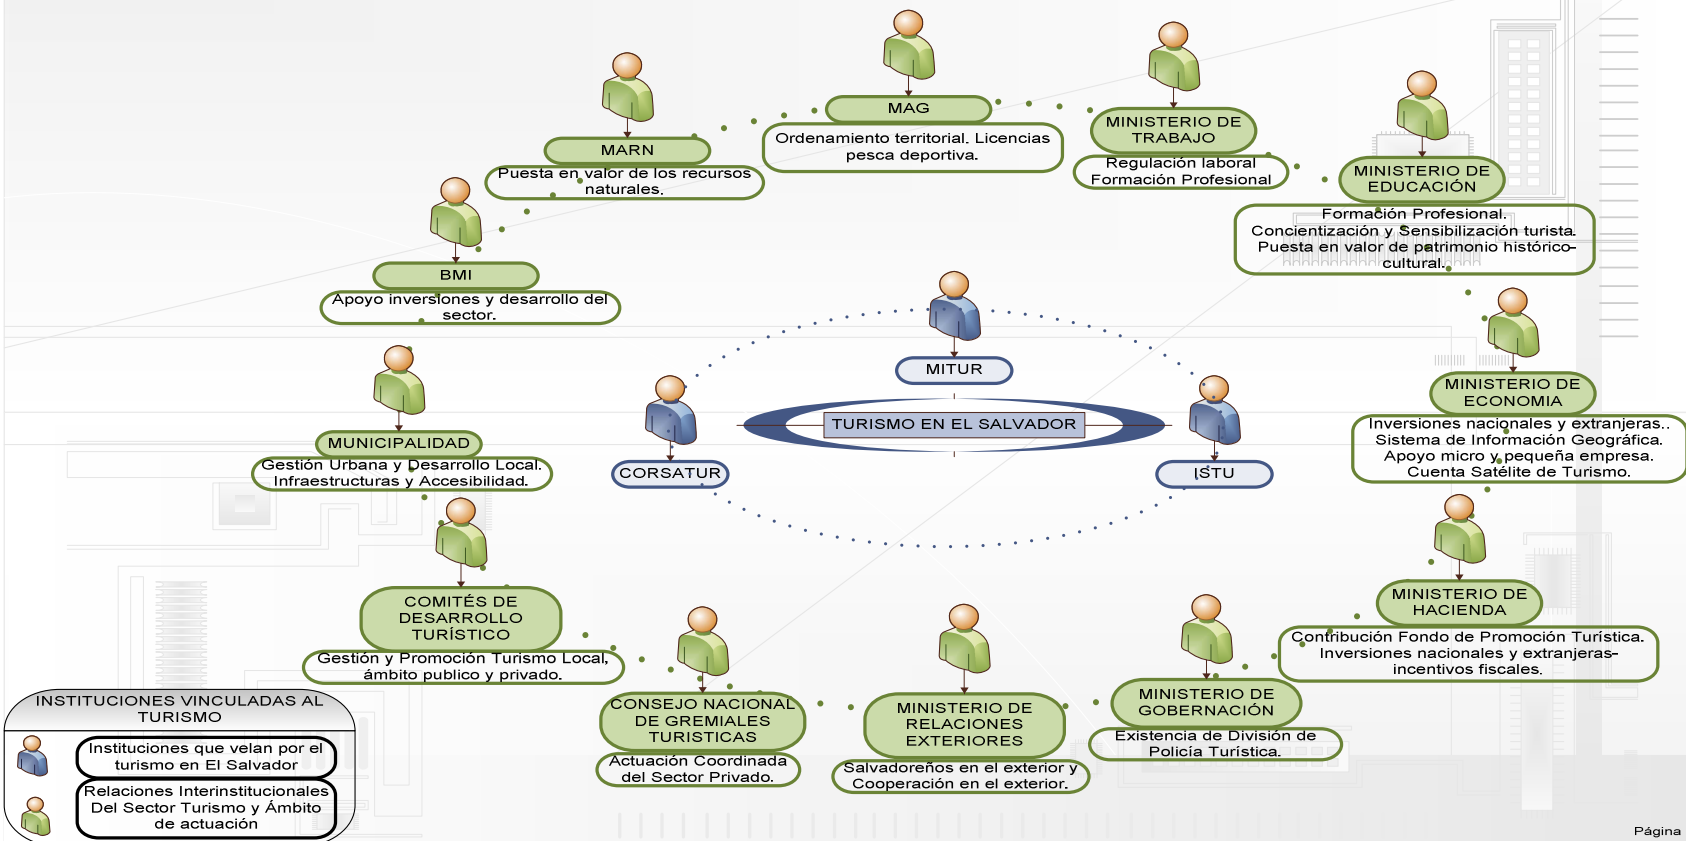 MAG
Ordenamiento territorial. Licencias
pesca deportiva.
MINISTERIO DE
TRABAJO
Regulación laboral
Formación Profesional
MARN
Puesta en valor de los recursos
naturales.
MINISTERIO DE
EDUCACIÓN
Formación Profesional.
Concientización y Sensibilización turista.
Puesta en valor de patrimonio histórico-
cultural.
BMI
Apoyo inversiones y desarrollo del
sector.
MITUR
TURISMO EN EL SALVADOR
CORSATUR
ISTU
MINISTERIO DE
ECONOMIA
Inversiones nacionales y extranjeras..
Sistema de Información Geográfica.
Apoyo micro y pequeña empresa.
Cuenta Satélite de Turismo.
MUNICIPALIDAD
Gestión Urbana y Desarrollo Local.
Infraestructuras y Accesibilidad.
MINISTERIO DE
HACIENDA
Contribución Fondo de Promoción Turística.
Inversiones nacionales y extranjeras-
incentivos fiscales.
COMITÉS DE
DESARROLLO
TURÍSTICO
Gestión y Promoción Turismo Local,
ámbito publico y privado.
CONSEJO NACIONAL
DE GREMIALES
TURISTICAS
Actuación Coordinada
del Sector Privado.
MINISTERIO DE
RELACIONES
EXTERIORES
Salvadoreños en el exterior y
Cooperación en el exterior.
MINISTERIO DE
GOBERNACIÓN
Existencia de División de
Policía Turística.
INSTITUCIONES VINCULADAS AL
TURISMO
Instituciones que velan por el
turismo en El Salvador
Relaciones Interinstitucionales
Del Sector Turismo y Ámbito
de actuación
Página